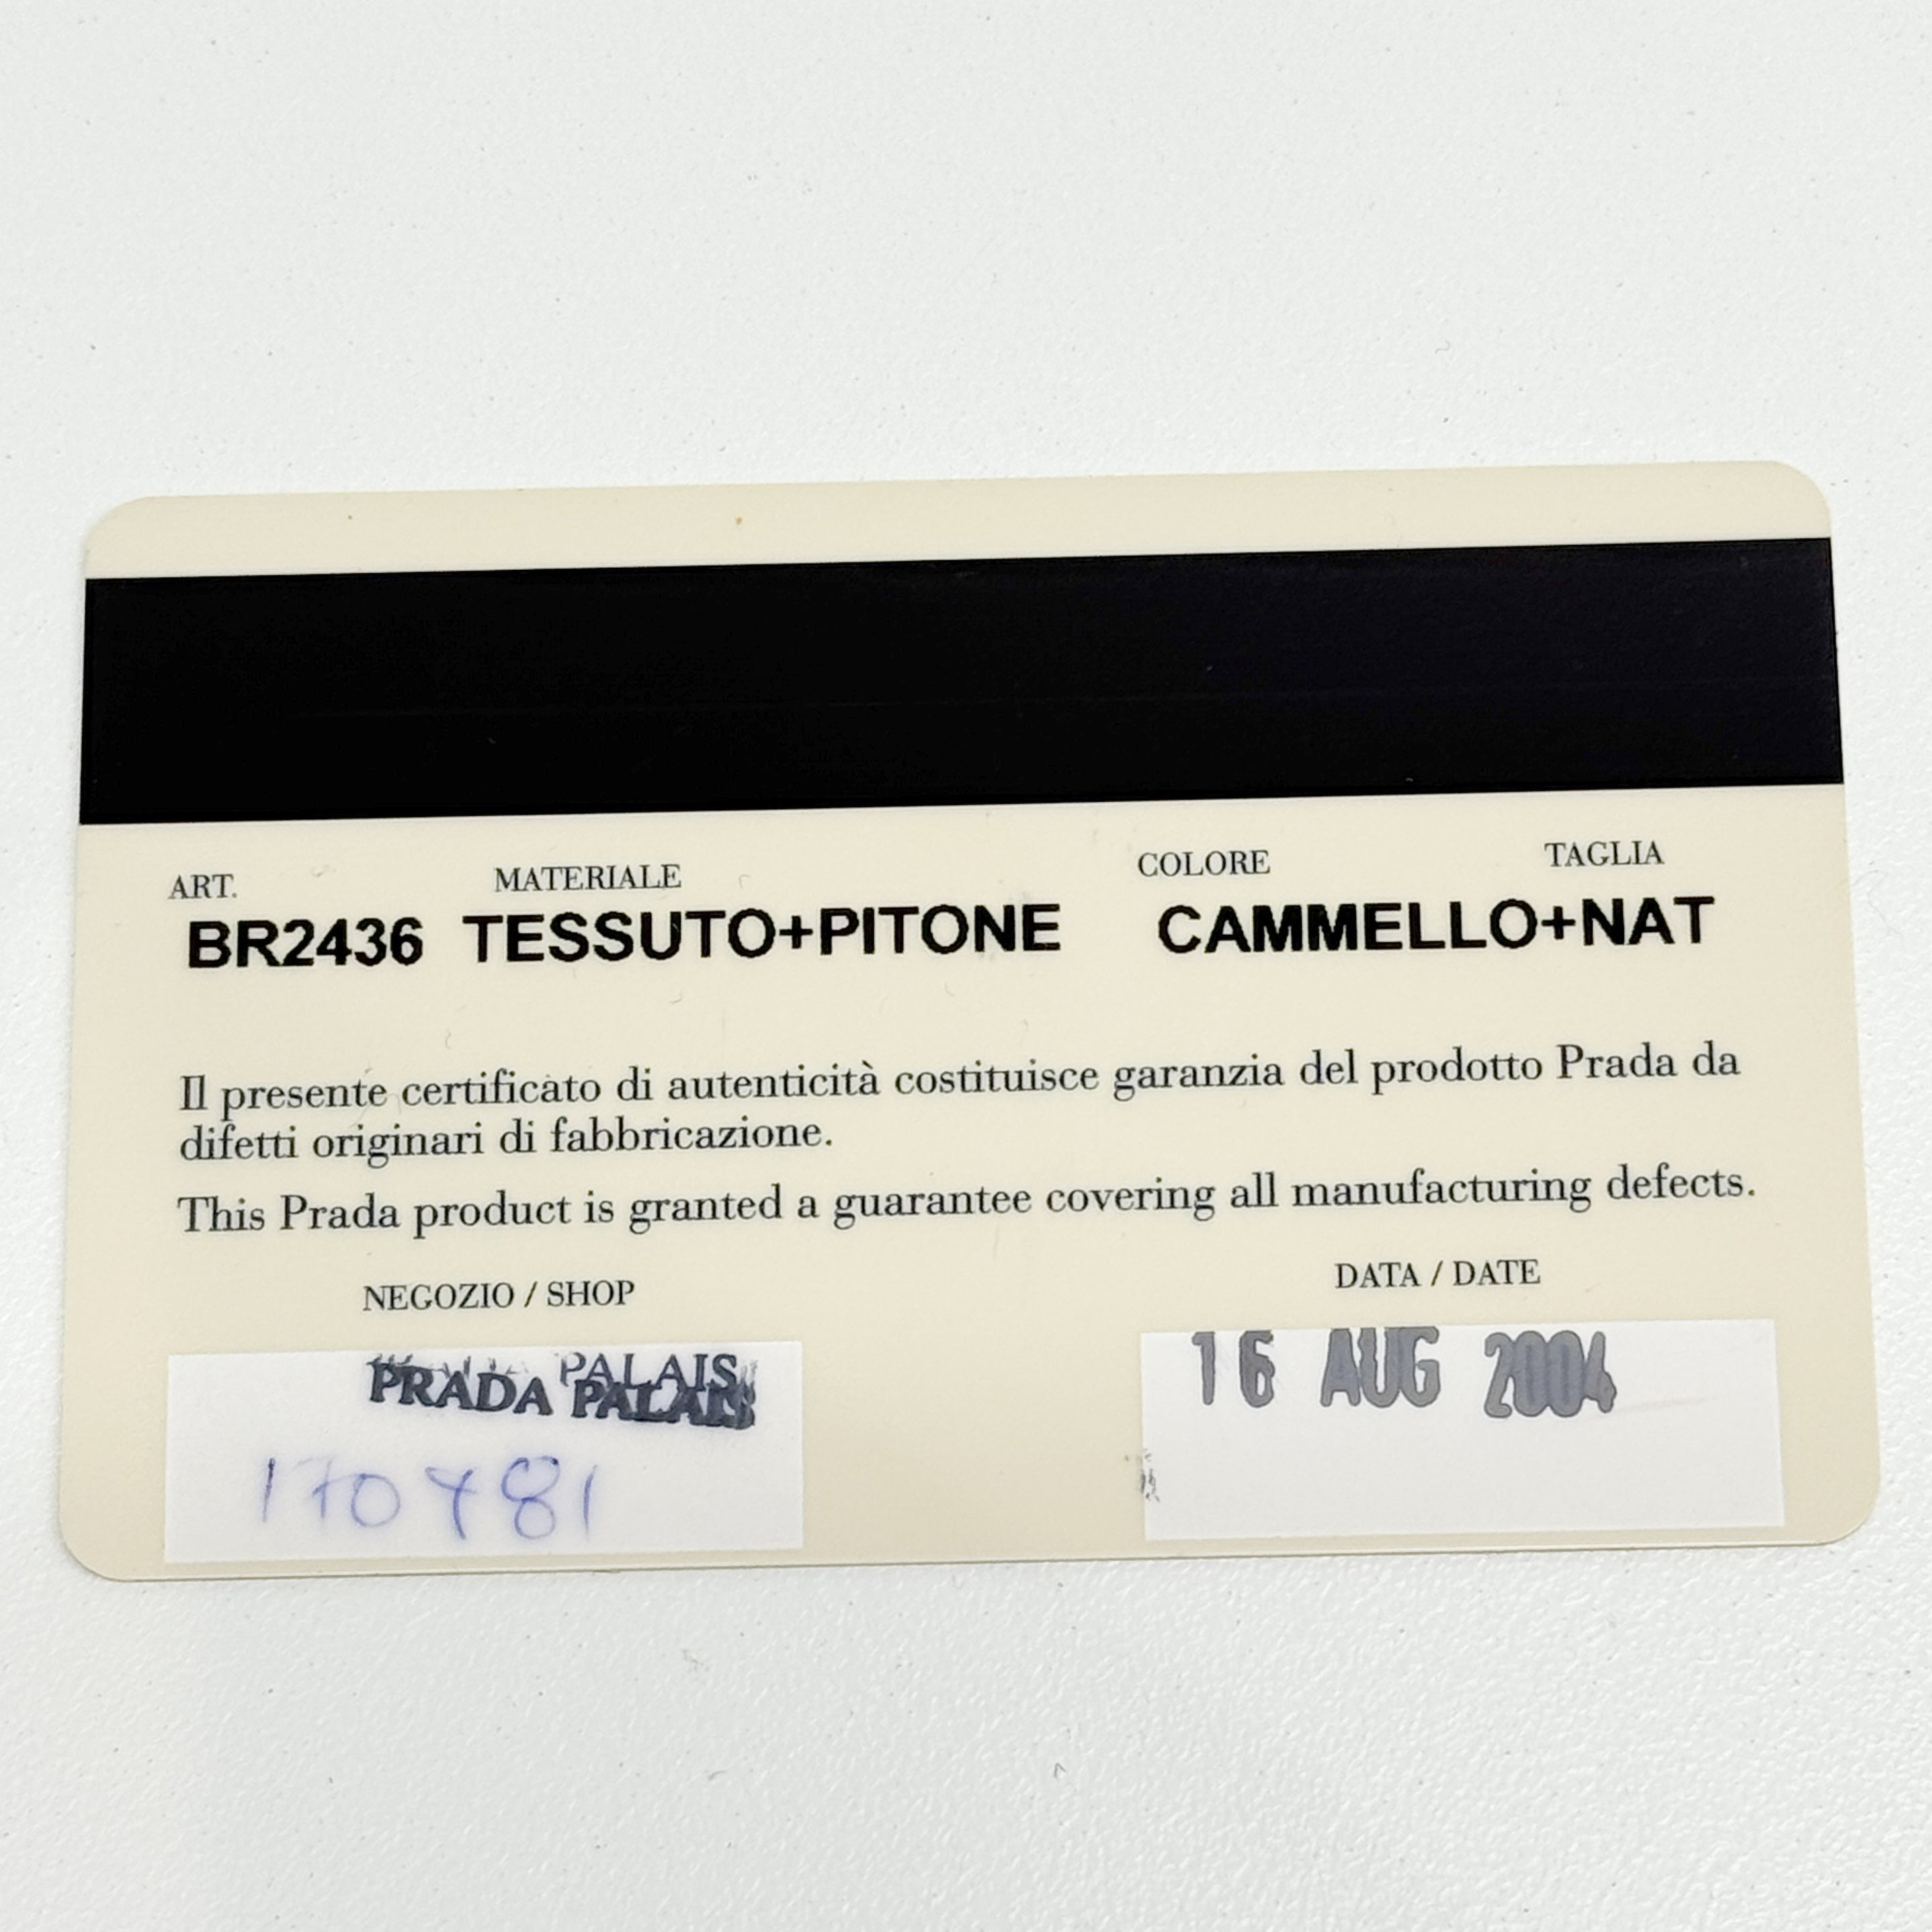 ART. MATERIALE COLORE TAGLIA
BR2436 TESSUTO+PITONE CAMMELLO+NAT
Il presente certificato di autenticità costituisce garanzia del prodotto Prada da
difetti originari di fabbricazione.
This Prada product is granted a guarantee covering all manufacturing defects.
NEGOZIO / SHOP DATA / DATE
PALAIS
PRADA PALAIS
16 AUG 2004